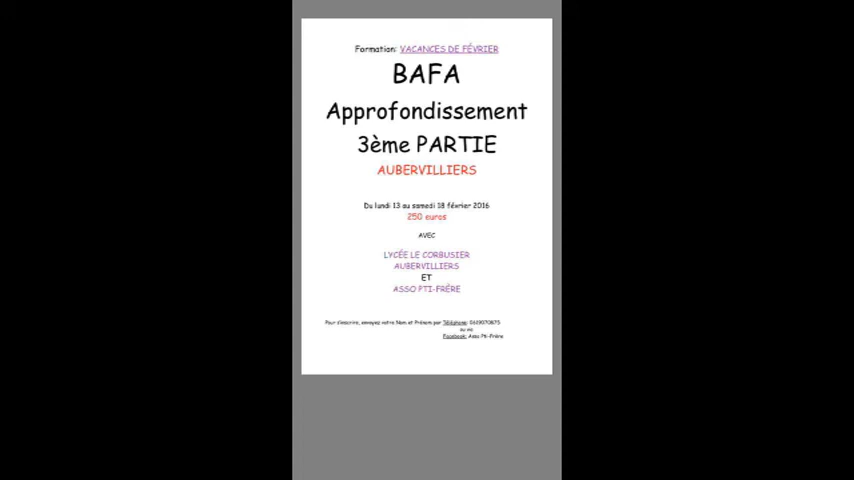 Formation: VACANCES DE FÉVRIER
BAFA
Approfondissement
3ème PARTIE
AUBERVILLIERS
Du lundi 13 au samedi 18 février 2016
250 euros
AVEC
LYCÉE LE CORBUSIER
AUBERVILLIERS
ET
ASSO PTI-FRÈRE
Pour s'inscrire, envoyez votre Nom et Prénom par Téléphone: 0619070875
ou via
Facebook: Asso Pti-Frère